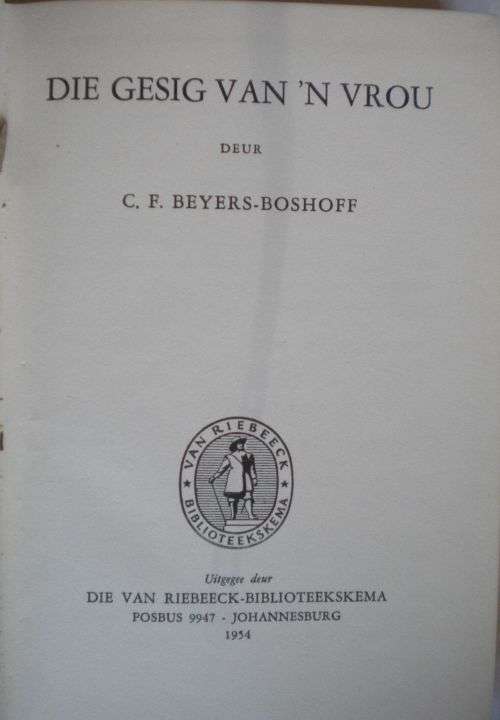 DIE GESIG VAN 'N VROU
DEUR
C. F. BEYERS-BOSHOFF
VAN RIEBEECK
BIBLIOTEEKSKEMA
Uitgegee deur
DIE VAN RIEBEECK-BIBLIOTEEKSKEMA
POSBUS 9947 · JOHANNESBURG
1954